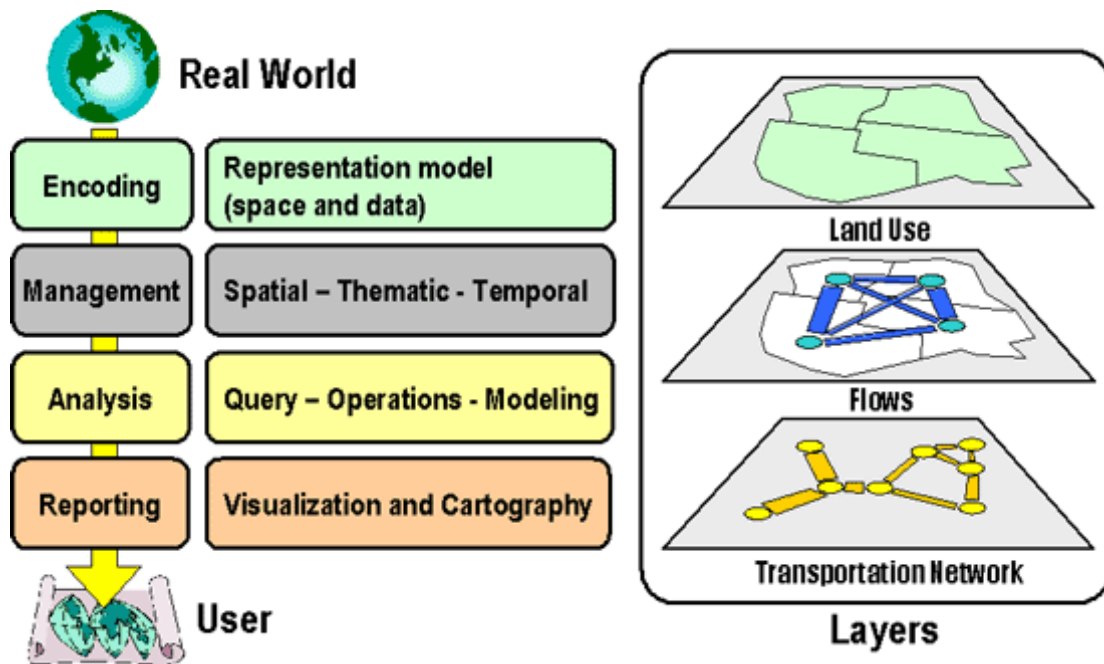 Real World
Encoding
Representation model
(space and data)
Management
Spatial – Thematic - Temporal
Analysis
Query – Operations - Modeling
Reporting
Visualization and Cartography
User
Land Use
Flows
Transportation Network
Layers